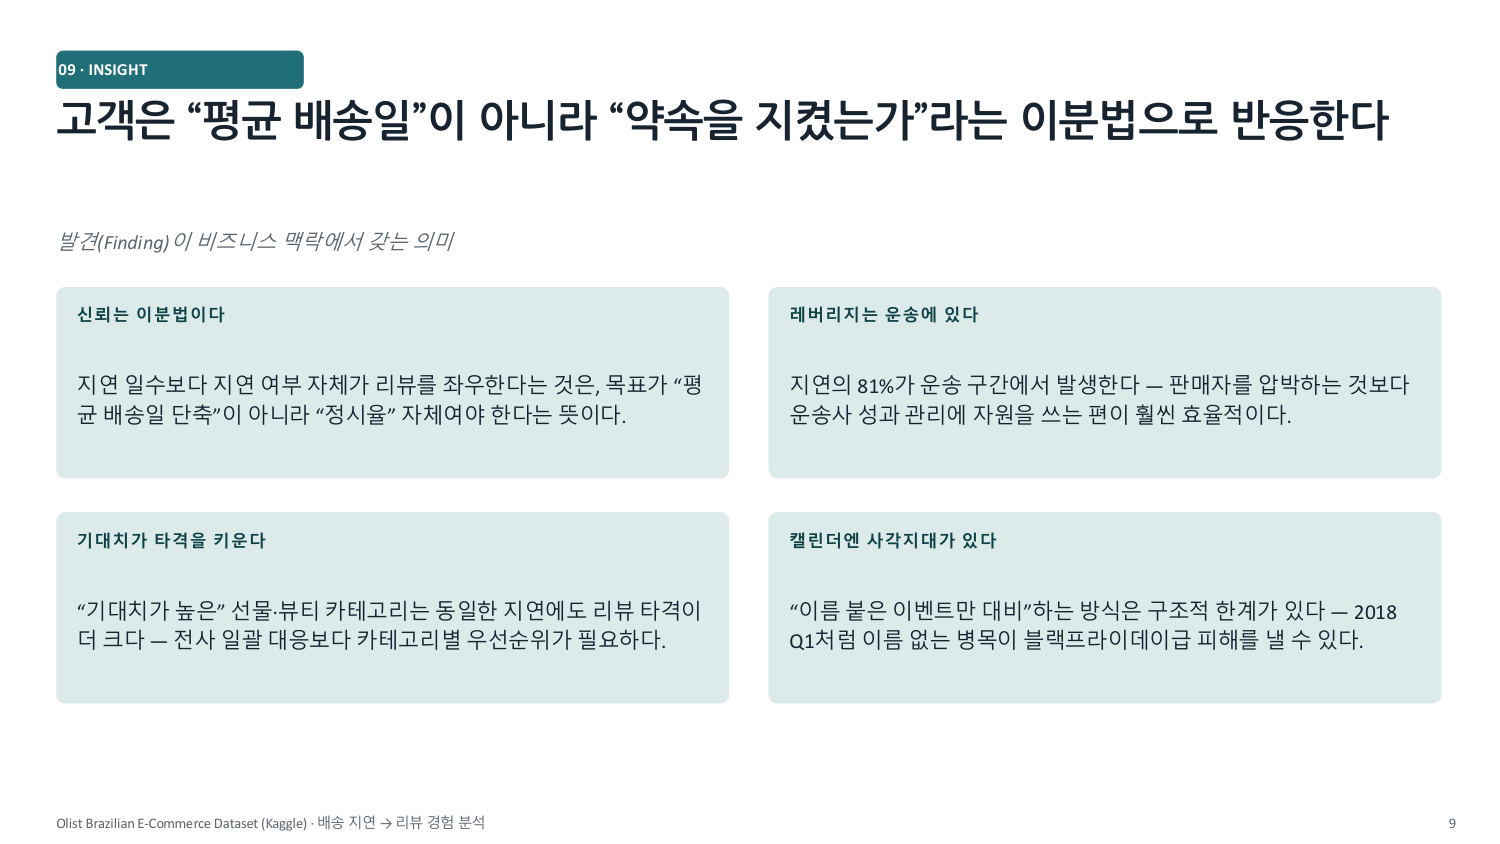 09 · INSIGHT
고객은 “평균 배송일”이 아니라 “약속을 지켰는가”라는 이분법으로 반응한다
발견(Finding)이 비즈니스 맥락에서 갖는 의미
신뢰는 이분법이다
지연 일수보다 지연 여부 자체가 리뷰를 좌우한다는 것은, 목표가 “평
균 배송일 단축”이 아니라 “정시율” 자체여야 한다는 뜻이다.
레버리지는 운송에 있다
지연의 81%가 운송 구간에서 발생한다 — 판매자를 압박하는 것보다
운송사 성과 관리에 자원을 쓰는 편이 훨씬 효율적이다.
기대치가 타격을 키운다
“기대치가 높은” 선물·뷰티 카테고리는 동일한 지연에도 리뷰 타격이
더 크다 — 전사 일괄 대응보다 카테고리별 우선순위가 필요하다.
캘린더엔 사각지대가 있다
“이름 붙은 이벤트만 대비”하는 방식은 구조적 한계가 있다 — 2018
Q1처럼 이름 없는 병목이 블랙프라이데이급 피해를 낼 수 있다.
Olist Brazilian E-Commerce Dataset (Kaggle) · 배송 지연 → 리뷰 경험 분석
9